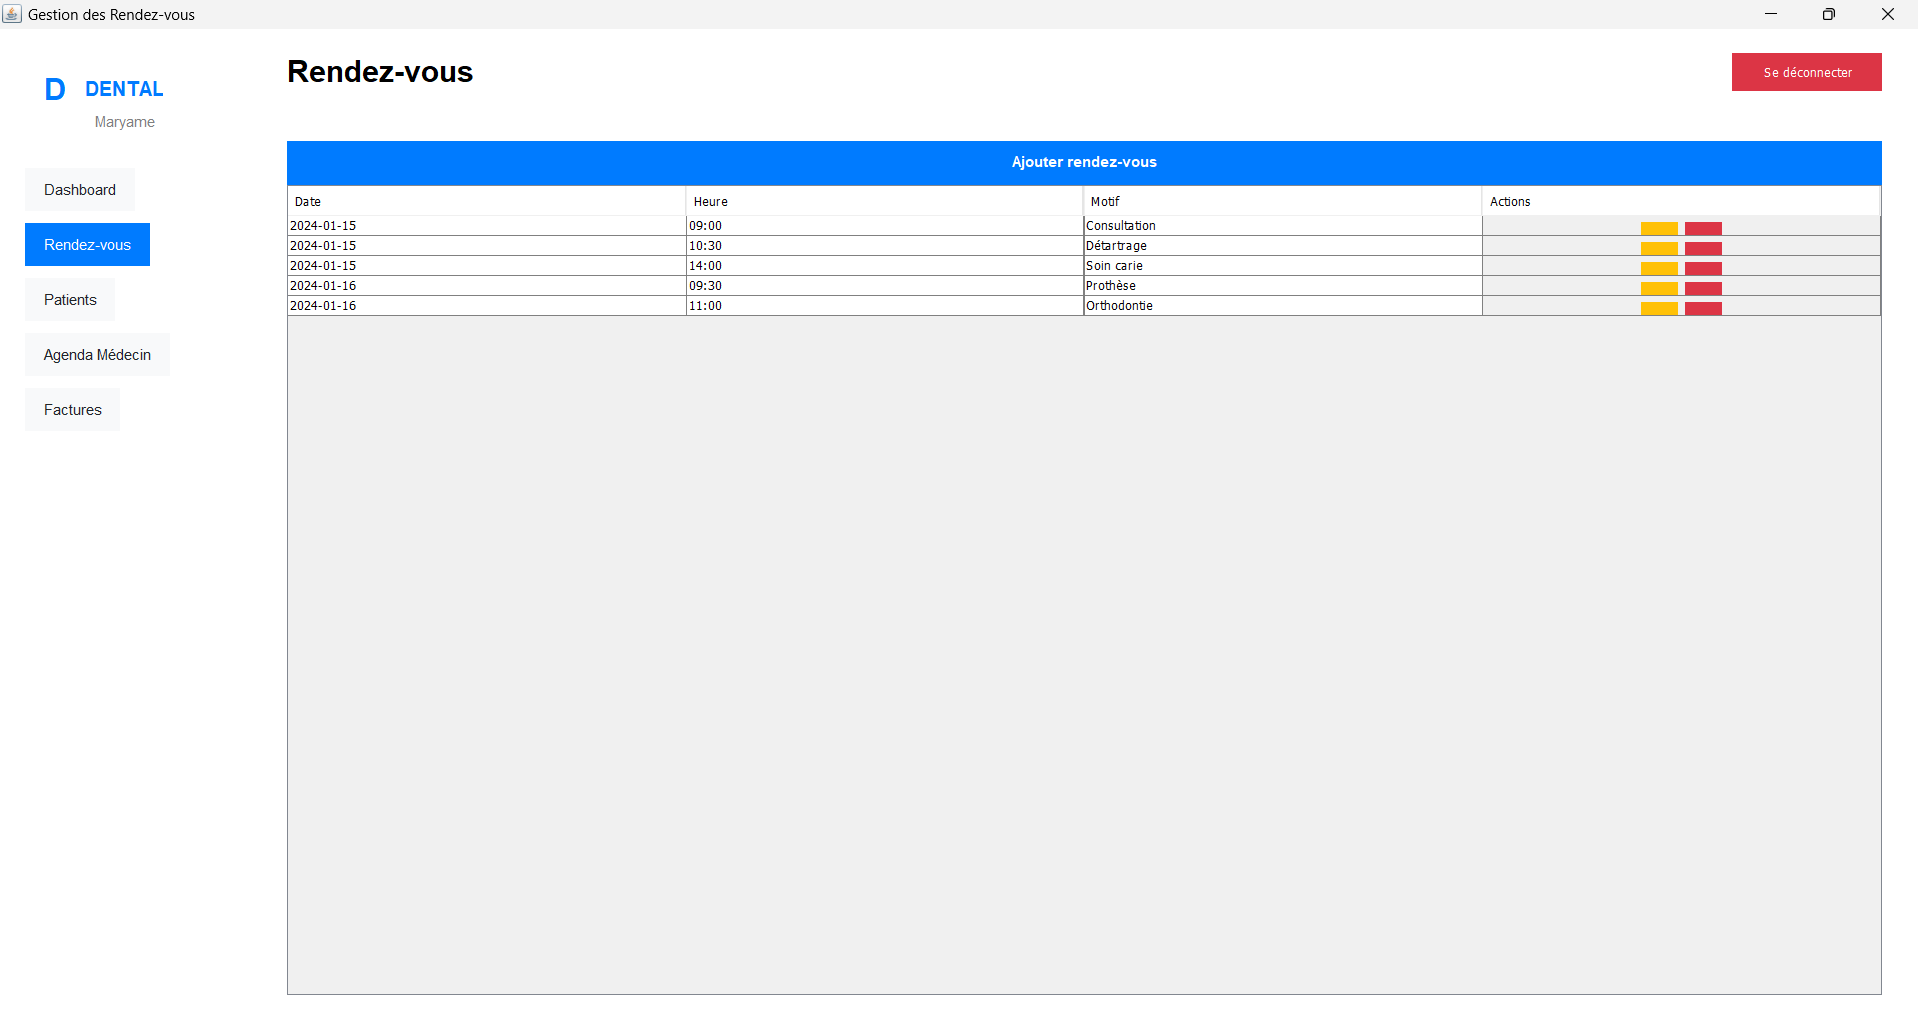 Gestion des Rendez-vous
D DENTAL
Maryame
Dashboard
Rendez-vous
Patients
Agenda Médecin
Factures
Rendez-vous
Se déconnecter
Ajouter rendez-vous
Date Heure Motif Actions
2024-01-15 09:00 Consultation
2024-01-15 10:30 Détartrage
2024-01-15 14:00 Soin carie
2024-01-16 09:30 Prothèse
2024-01-16 11:00 Orthodontie